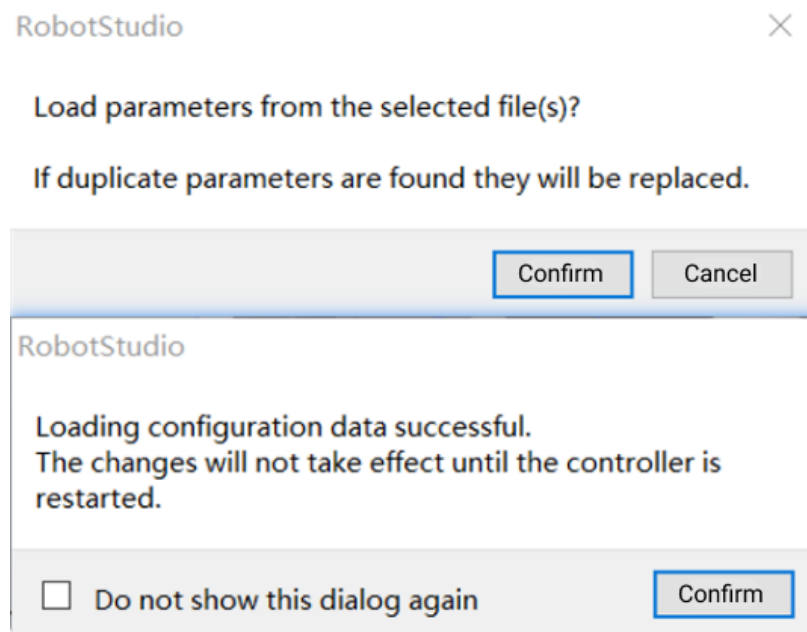 RobotStudio
Load parameters from the selected file(s)?
If duplicate parameters are found they will be replaced.
Confirm
Cancel
RobotStudio
Loading configuration data successful.
The changes will not take effect until the controller is
restarted.
Do not show this dialog again
Confirm